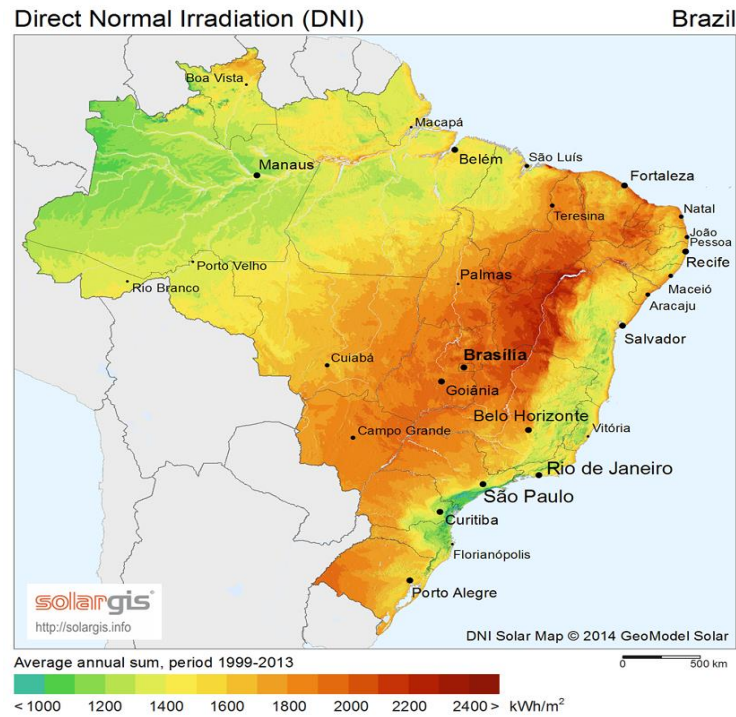 Direct Normal Irradiation (DNI) Brazil
Boa Vista
Macapá
Belém
São Luís
Manaus
Fortaleza
Teresina
Natal
João
Pessoa
Recife
Porto Velho
Palmas
Rio Branco
Maceió
Aracaju
Salvador
Cuiabá
Brasília
Goiânia
Belo Horizonte
Campo Grande
Vitória
Rio de Janeiro
São Paulo
Curitiba
Florianópolis
Porto Alegre
solargis
http://solargis.info
DNI Solar Map © 2014 GeoModel Solar
Average annual sum, period 1999-2013
0 500 km
< 1000 1200 1400 1600 1800 2000 2200 2400 > kWh/m²